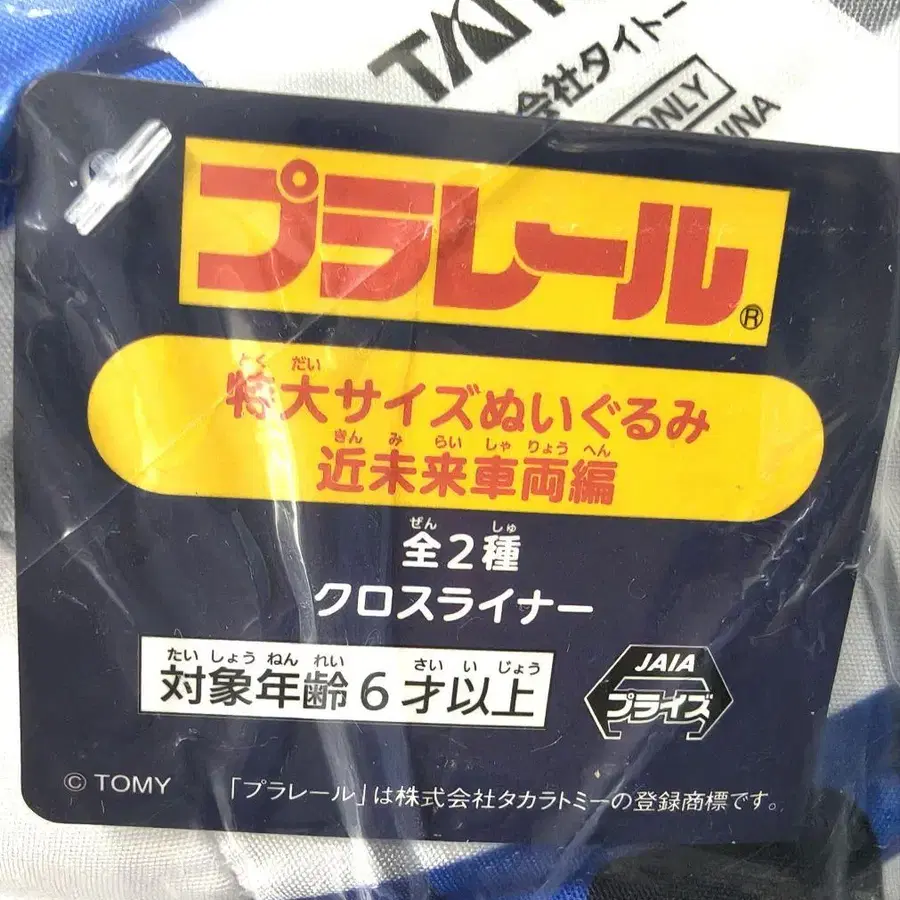 TAIT
会社タイトー
ONLY
INA
プラレール®
とくだい
特大サイズぬいぐるみ
きんみらいしゃりょうへん
近未来車両編
ぜんしゅ
全2種
クロスライナー
たいしょうねんれい さいいじょう
対象年齢6才以上
JAIA
プライズ
© TOMY
「プラレール」は株式会社タカラトミーの登録商標です。